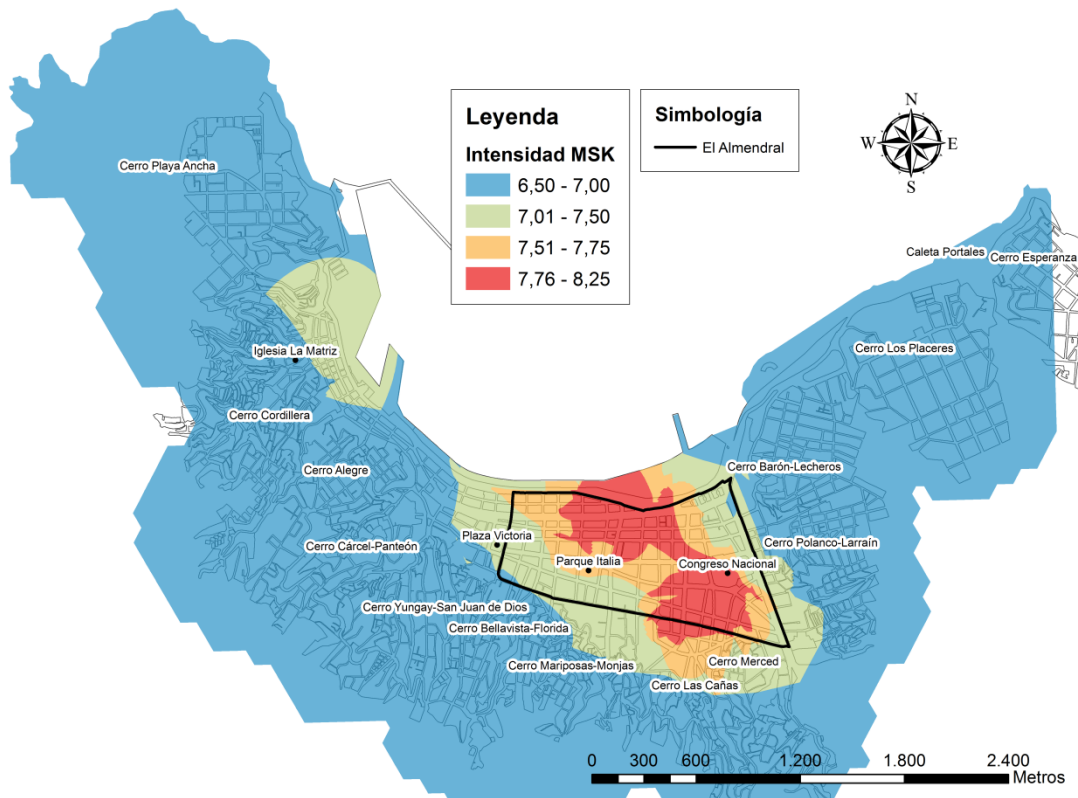 Leyenda
Intensidad MSK
6,50 - 7,00
7,01 - 7,50
7,51 - 7,75
7,76 - 8,25
Simbología
El Almendral
N
W E
S
Cerro Playa Ancha
Caleta Portales
Cerro Esperanza
Iglesia La Matriz
Cerro Los Placeres
Cerro Cordillera
Cerro Alegre
Cerro Barón-Lecheros
Plaza Victoria
Cerro Cárcel-Panteón
Cerro Polanco-Larraín
Parque Italia
Congreso Nacional
Cerro Yungay-San Juan de Dios
Cerro Bellavista-Florida
Cerro Mariposas-Monjas
Cerro Merced
Cerro Las Cañas
0 300 600 1.200 1.800 2.400
Metros